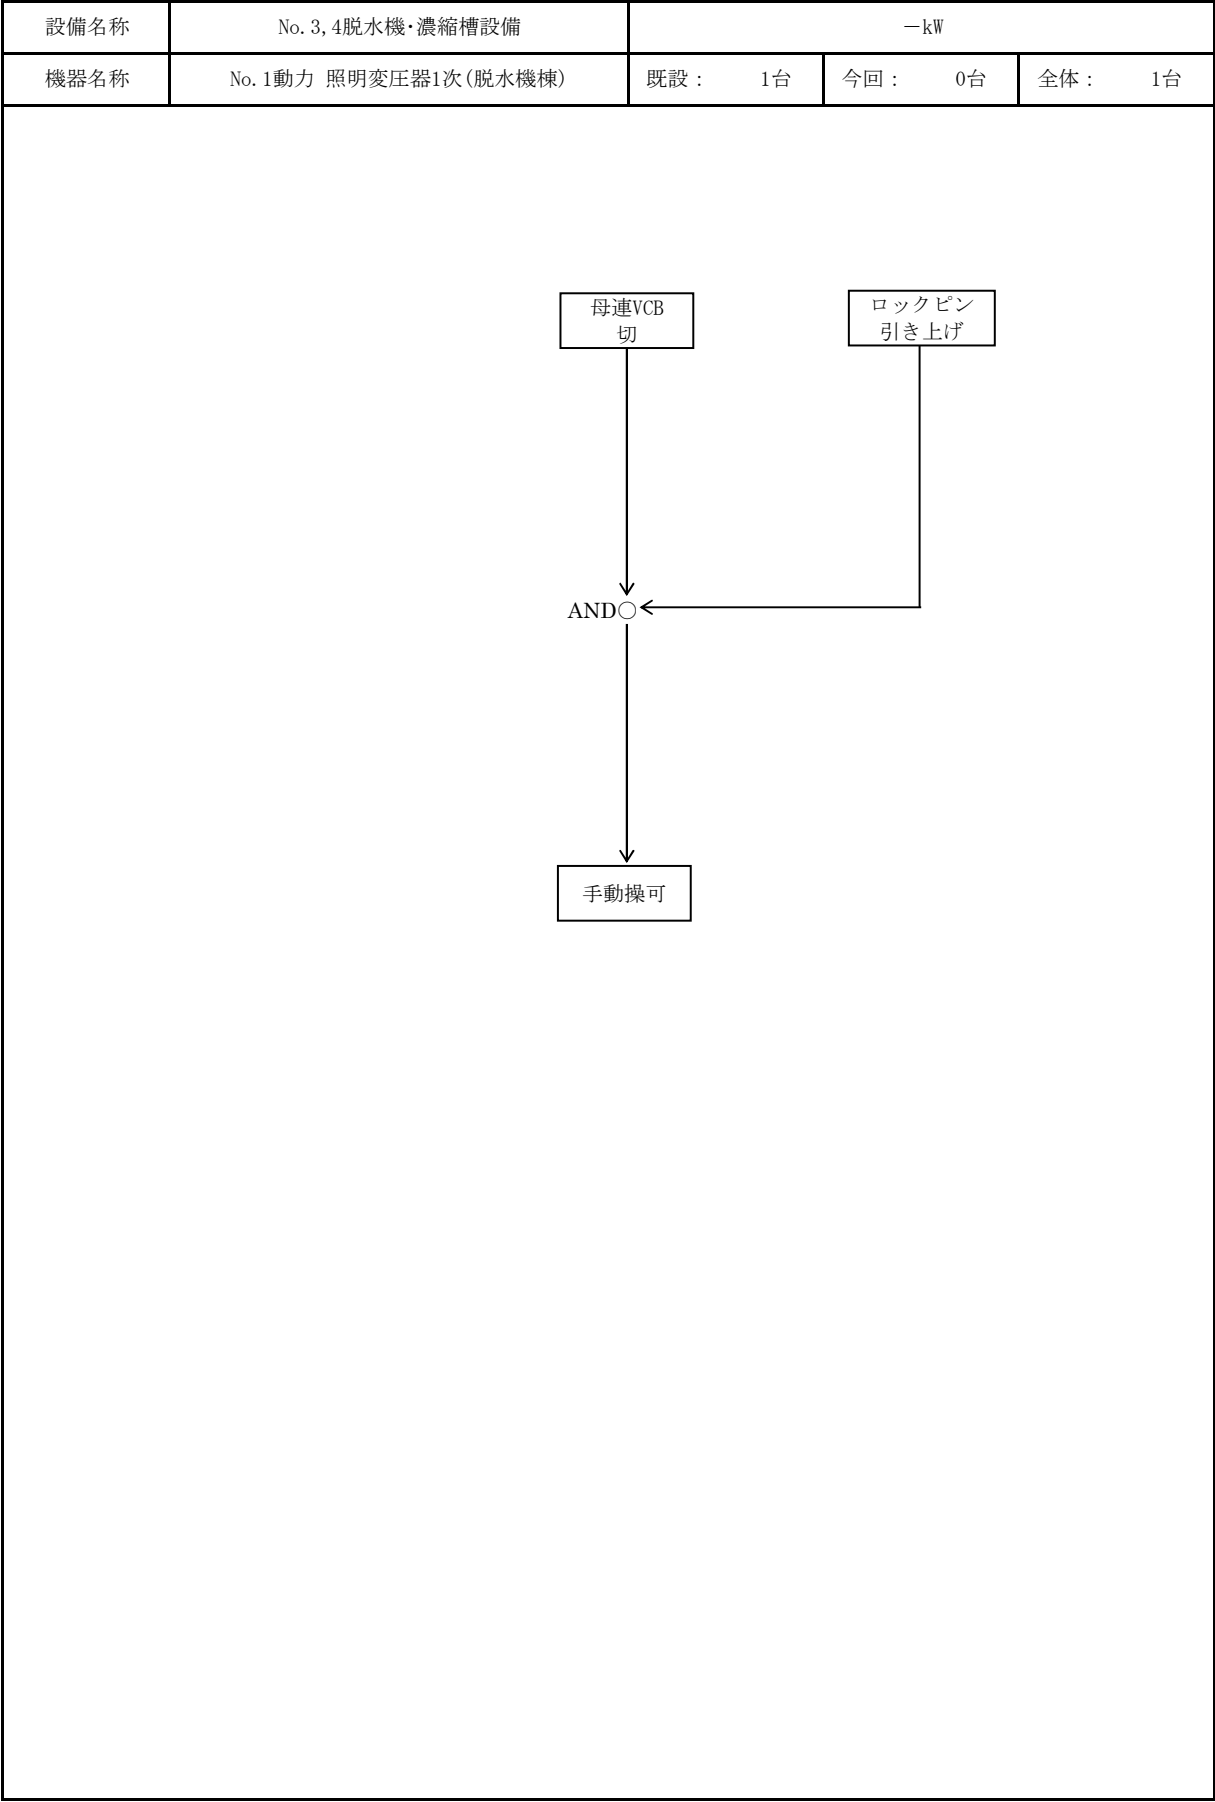 設備名称 No.3,4脱水機・濃縮槽設備 －kW
機器名称 No.1動力 照明変圧器1次(脱水機棟) 既設： 1台 今回： 0台 全体： 1台
母連VCB
切
ロックピン
引き上げ
AND○
手動操可